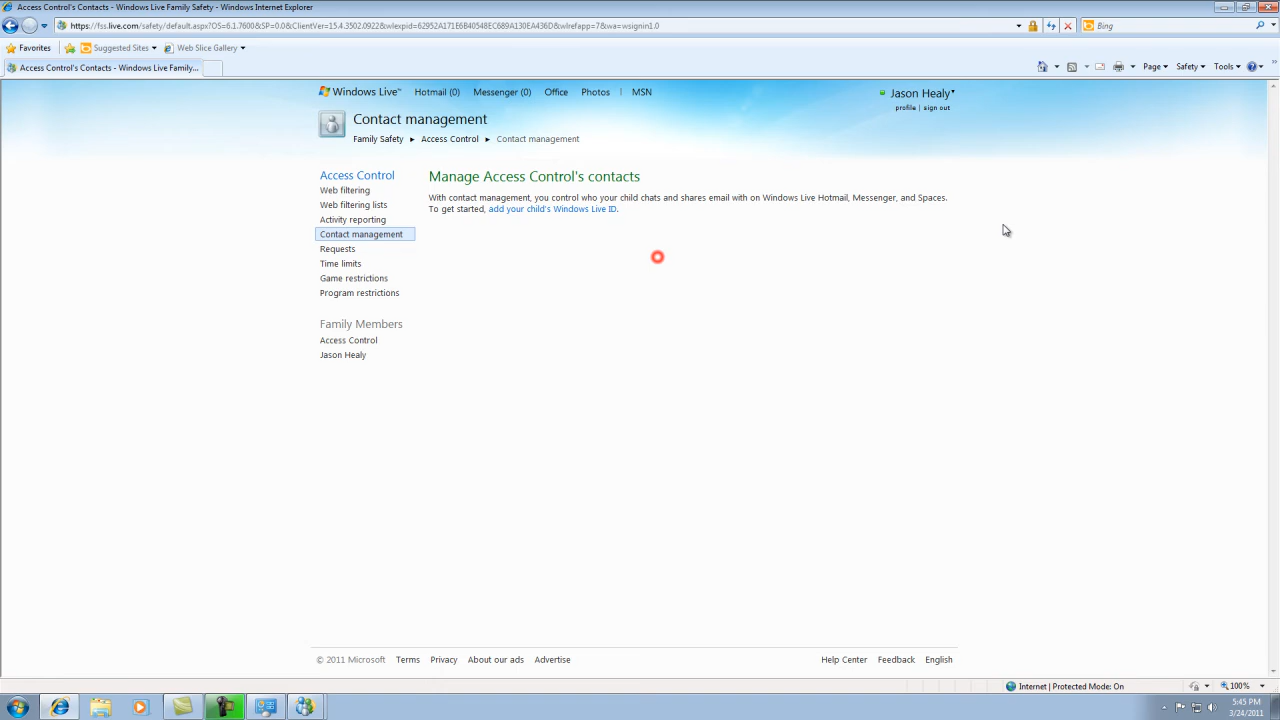 Access Control's Contacts - Windows Live Family Safety - Windows Internet Explorer
https://fss.live.com/safety/default.aspx?OS=6.1.7600&SP=0.0&ClientVer=15.4.3502.0922&wlexpid=62952A171E6B40548EC689A130EA436D&wlrefapp=7&wa=wsignin1.0
Bing
Favorites Suggested Sites Web Slice Gallery
Access Control's Contacts - Windows Live Family...
Page Safety Tools
Windows Live™ Hotmail (0) Messenger (0) Office Photos | MSN
Jason Healy
profile | sign out
Contact management
Family Safety ▸ Access Control ▸ Contact management
Access Control
Web filtering
Web filtering lists
Activity reporting
Contact management
Requests
Time limits
Game restrictions
Program restrictions
Family Members
Access Control
Jason Healy
Manage Access Control's contacts
With contact management, you control who your child chats and shares email with on Windows Live Hotmail, Messenger, and Spaces.
To get started, add your child's Windows Live ID.
© 2011 Microsoft Terms Privacy About our ads Advertise Help Center Feedback English
Internet | Protected Mode: On 100%
5:45 PM
3/24/2011